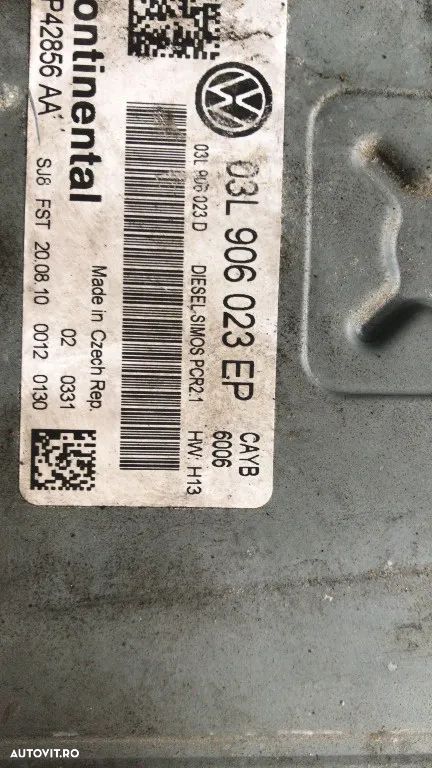 03L 906 023 EP
CAYB
6006
03L 906 023 D
DIESEL-SIMOS PCR2.1
HW: H13
ontinental
Made in Czech Rep.
02 0331
P42856 AA
SJ8 FST 20.08.10 0012 0130
AUTOVIT.RO